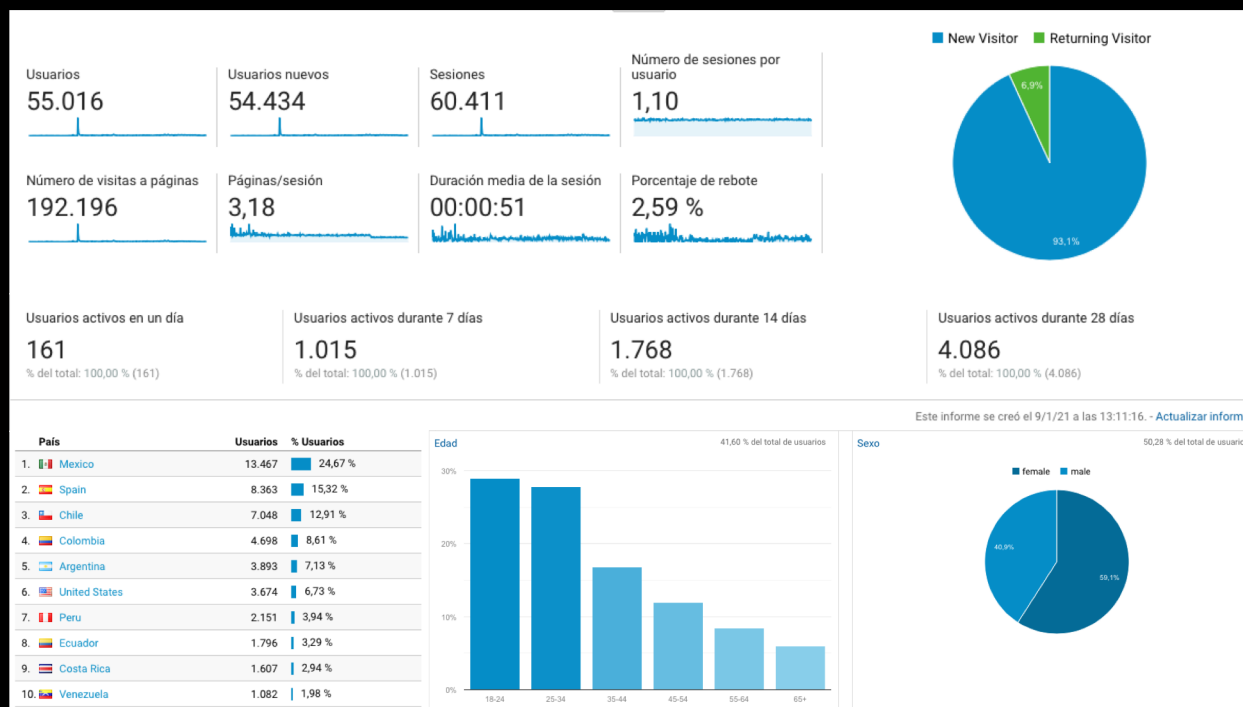 New Visitor Returning Visitor
Usuarios
55.016
Usuarios nuevos
54.434
Sesiones
60.411
Número de sesiones por
usuario
1,10
6,9%
93,1%
Número de visitas a páginas
192.196
Páginas/sesión
3,18
Duración media de la sesión
00:00:51
Porcentaje de rebote
2,59 %
Usuarios activos en un día
161
% del total: 100,00 % (161)
Usuarios activos durante 7 días
1.015
% del total: 100,00 % (1.015)
Usuarios activos durante 14 días
1.768
% del total: 100,00 % (1.768)
Usuarios activos durante 28 días
4.086
% del total: 100,00 % (4.086)
Este informe se creó el 9/1/21 a las 13:11:16. - Actualizar inform
País Usuarios % Usuarios
1. Mexico 13.467 24,67 %
2. Spain 8.363 15,32 %
3. Chile 7.048 12,91 %
4. Colombia 4.698 8,61 %
5. Argentina 3.893 7,13 %
6. United States 3.674 6,73 %
7. Peru 2.151 3,94 %
8. Ecuador 1.796 3,29 %
9. Costa Rica 1.607 2,94 %
10. Venezuela 1.082 1,98 %
Edad 41,60 % del total de usuarios
30%
20%
10%
0%
18-24 25-34 35-44 45-54 55-64 65+
Sexo 50,28 % del total de usuario
female male
40,9%
59,1%